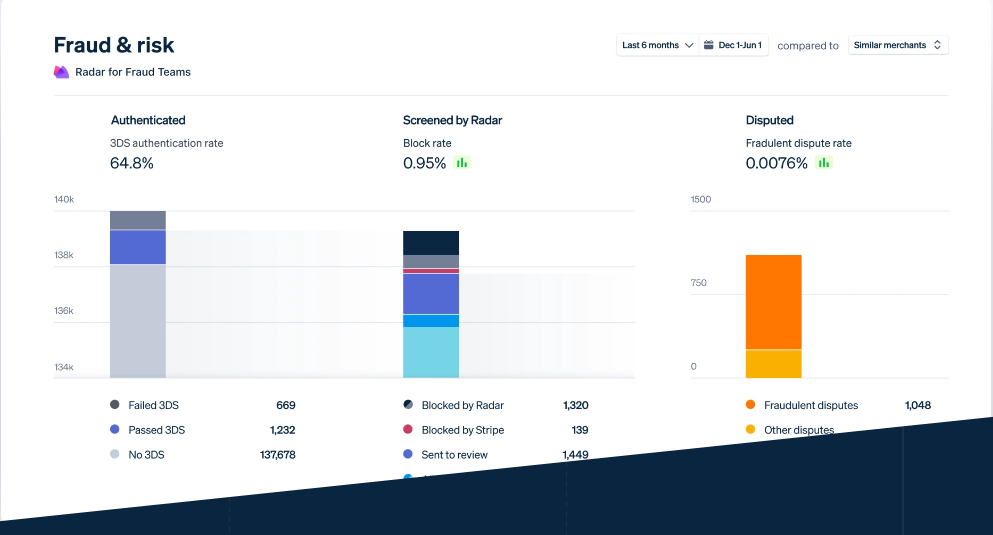 Fraud & risk
Last 6 months
Dec 1-Jun 1
compared to
Similar merchants
Radar for Fraud Teams
Authenticated
3DS authentication rate
64.8%
140k
138k
136k
134k
Failed 3DS 669
Passed 3DS 1,232
No 3DS 137,678
Screened by Radar
Block rate
0.95%
Blocked by Radar 1,320
Blocked by Stripe 139
Sent to review 1,449
Disputed
Fradulent dispute rate
0.0076%
1500
750
0
Fraudulent disputes 1,048
Other disputes